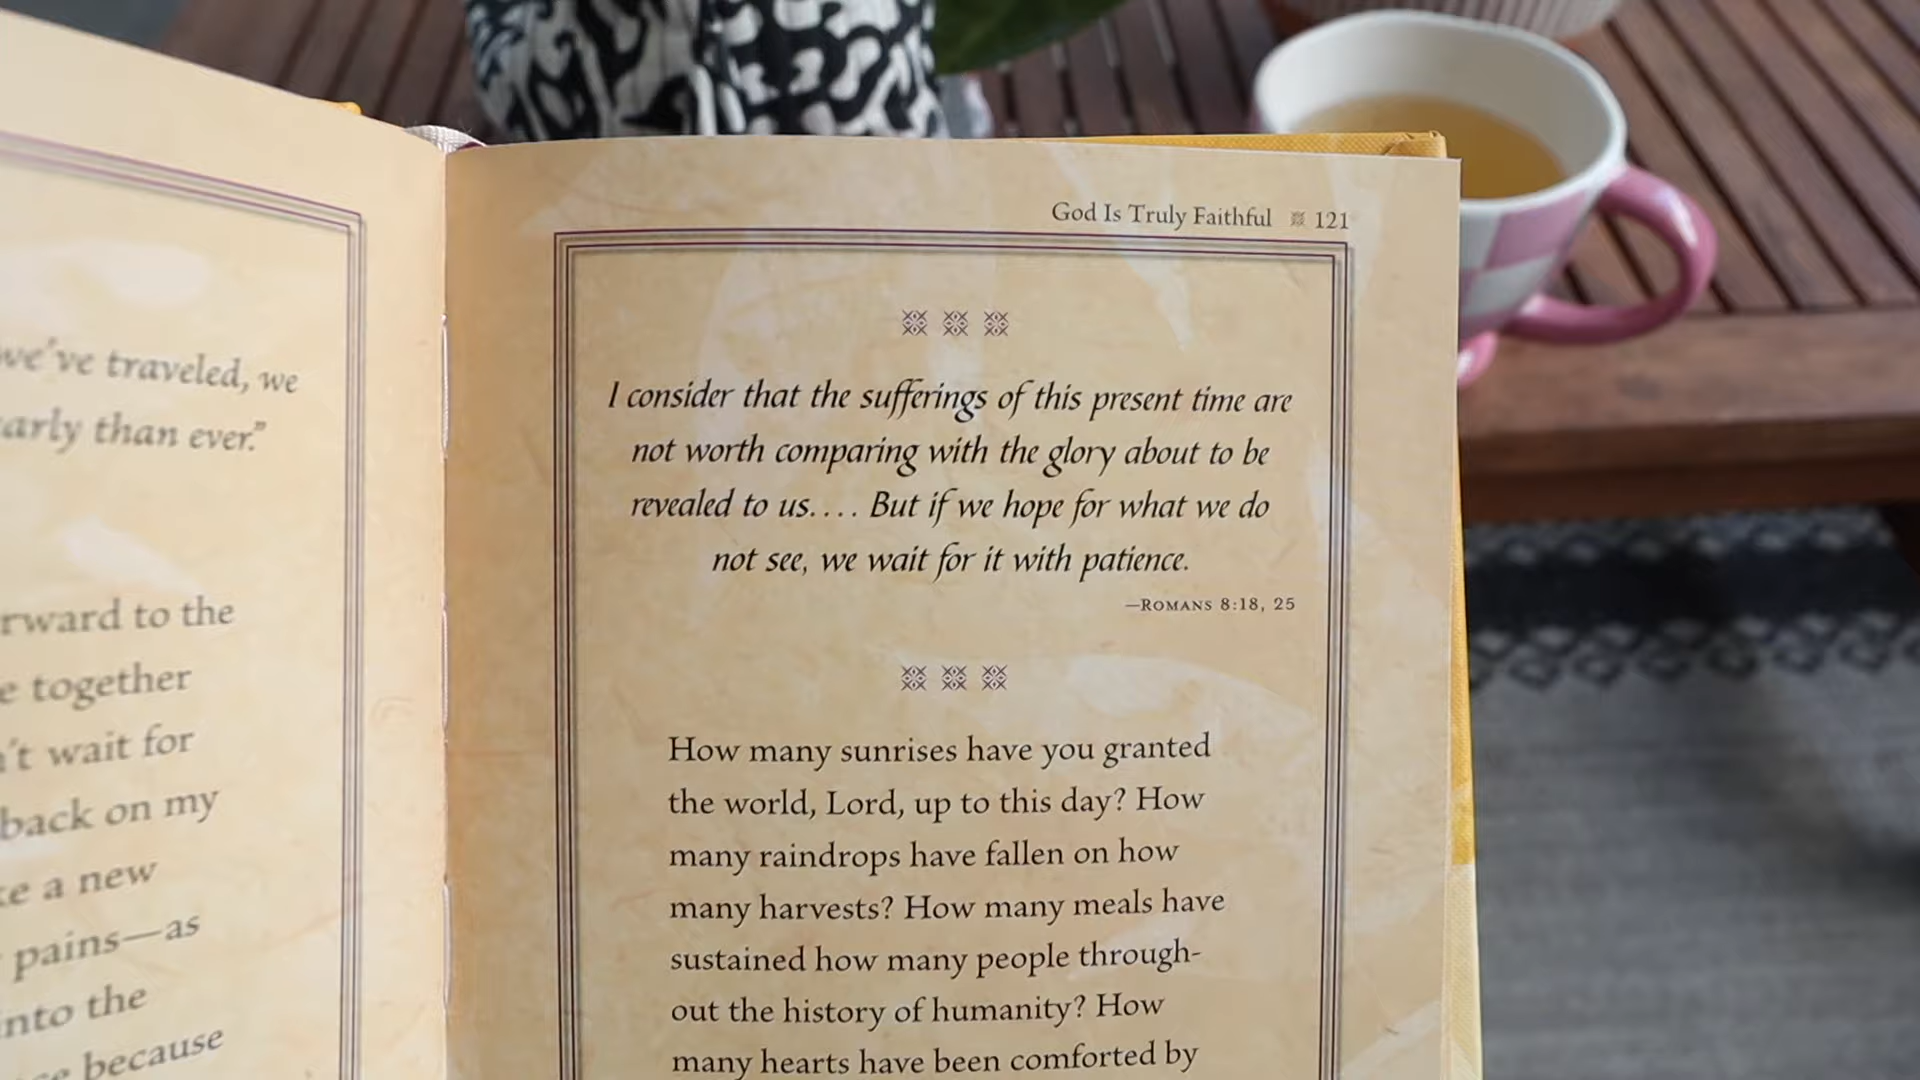 we've traveled, we
than ever."
to the
together
wait for
back on my
a new
pains—as
the
because
God Is Truly Faithful 121
I consider that the sufferings of this present time are
not worth comparing with the glory about to be
revealed to us.... But if we hope for what we do
not see, we wait for it with patience.
—ROMANS 8:18, 25
How many sunrises have you granted
the world, Lord, up to this day? How
many raindrops have fallen on how
many harvests? How many meals have
sustained how many people through-
out the history of humanity? How
many hearts have been comforted by